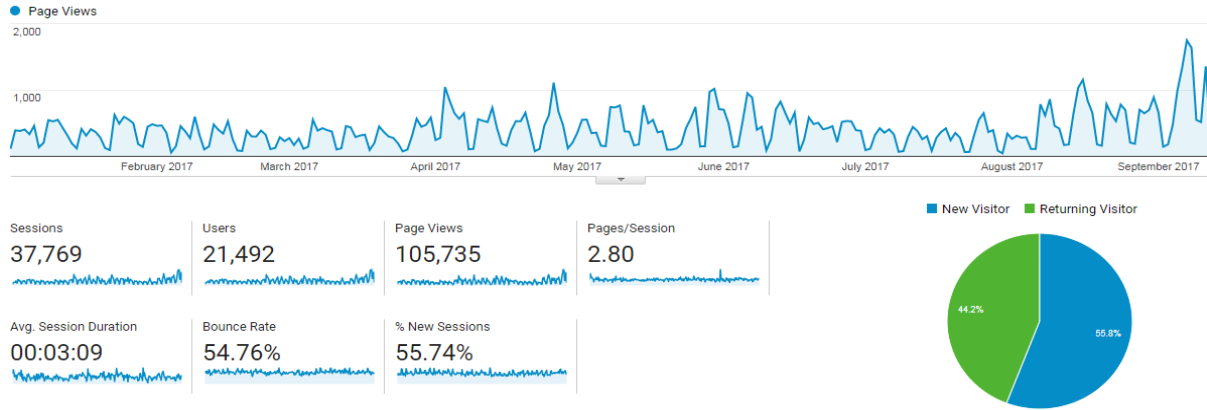 Page Views
2,000
1,000
February 2017 March 2017 April 2017 May 2017 June 2017 July 2017 August 2017 September 2017
New Visitor Returning Visitor
Sessions Users Page Views Pages/Session
37,769 21,492 105,735 2.80
44.2%
55.8%
Avg. Session Duration Bounce Rate % New Sessions
00:03:09 54.76% 55.74%